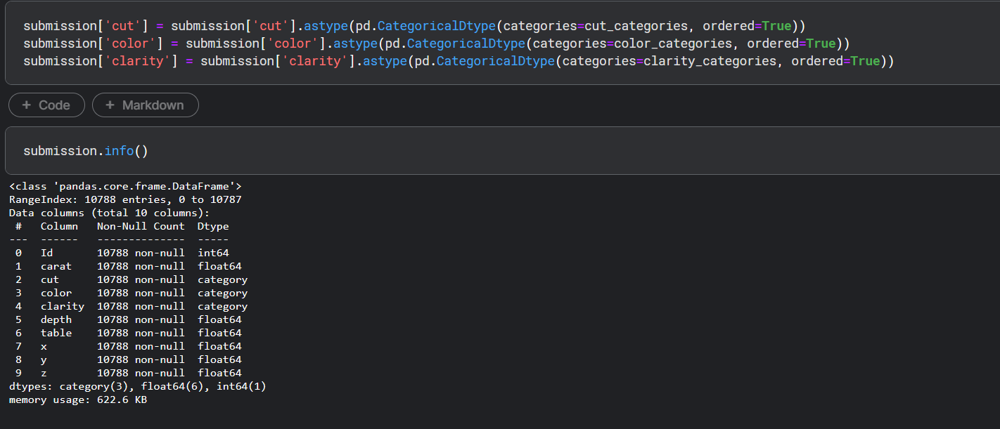 submission['cut'] = submission['cut'].astype(pd.CategoricalDtype(categories=cut_categories, ordered=True))
submission['color'] = submission['color'].astype(pd.CategoricalDtype(categories=color_categories, ordered=True))
submission['clarity'] = submission['clarity'].astype(pd.CategoricalDtype(categories=clarity_categories, ordered=True))
+ Code + Markdown
submission.info()
<class 'pandas.core.frame.DataFrame'>
RangeIndex: 10788 entries, 0 to 10787
Data columns (total 10 columns):
 #   Column   Non-Null Count  Dtype
---  ------   --------------  -----
 0   Id       10788 non-null  int64
 1   carat    10788 non-null  float64
 2   cut      10788 non-null  category
 3   color    10788 non-null  category
 4   clarity  10788 non-null  category
 5   depth    10788 non-null  float64
 6   table    10788 non-null  float64
 7   x        10788 non-null  float64
 8   y        10788 non-null  float64
 9   z        10788 non-null  float64
dtypes: category(3), float64(6), int64(1)
memory usage: 622.6 KB